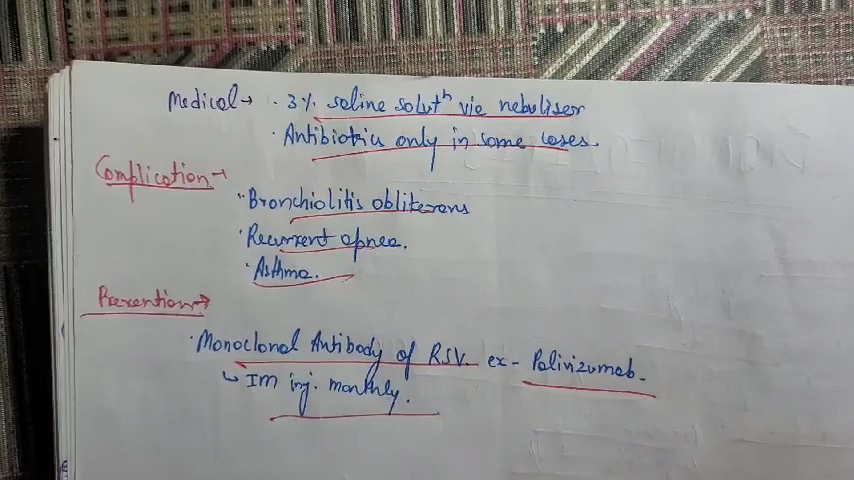 Medical → · 3% saline solutⁿ via nebuliser
· Antibiotics only in some cases.
Complication →
· Bronchiolitis obliterans
· Recurrent apnea.
· Asthma.
Prevention →
· Monoclonal Antibody of RSV ex - Palivizumab.
↳ IM inj. monthly.